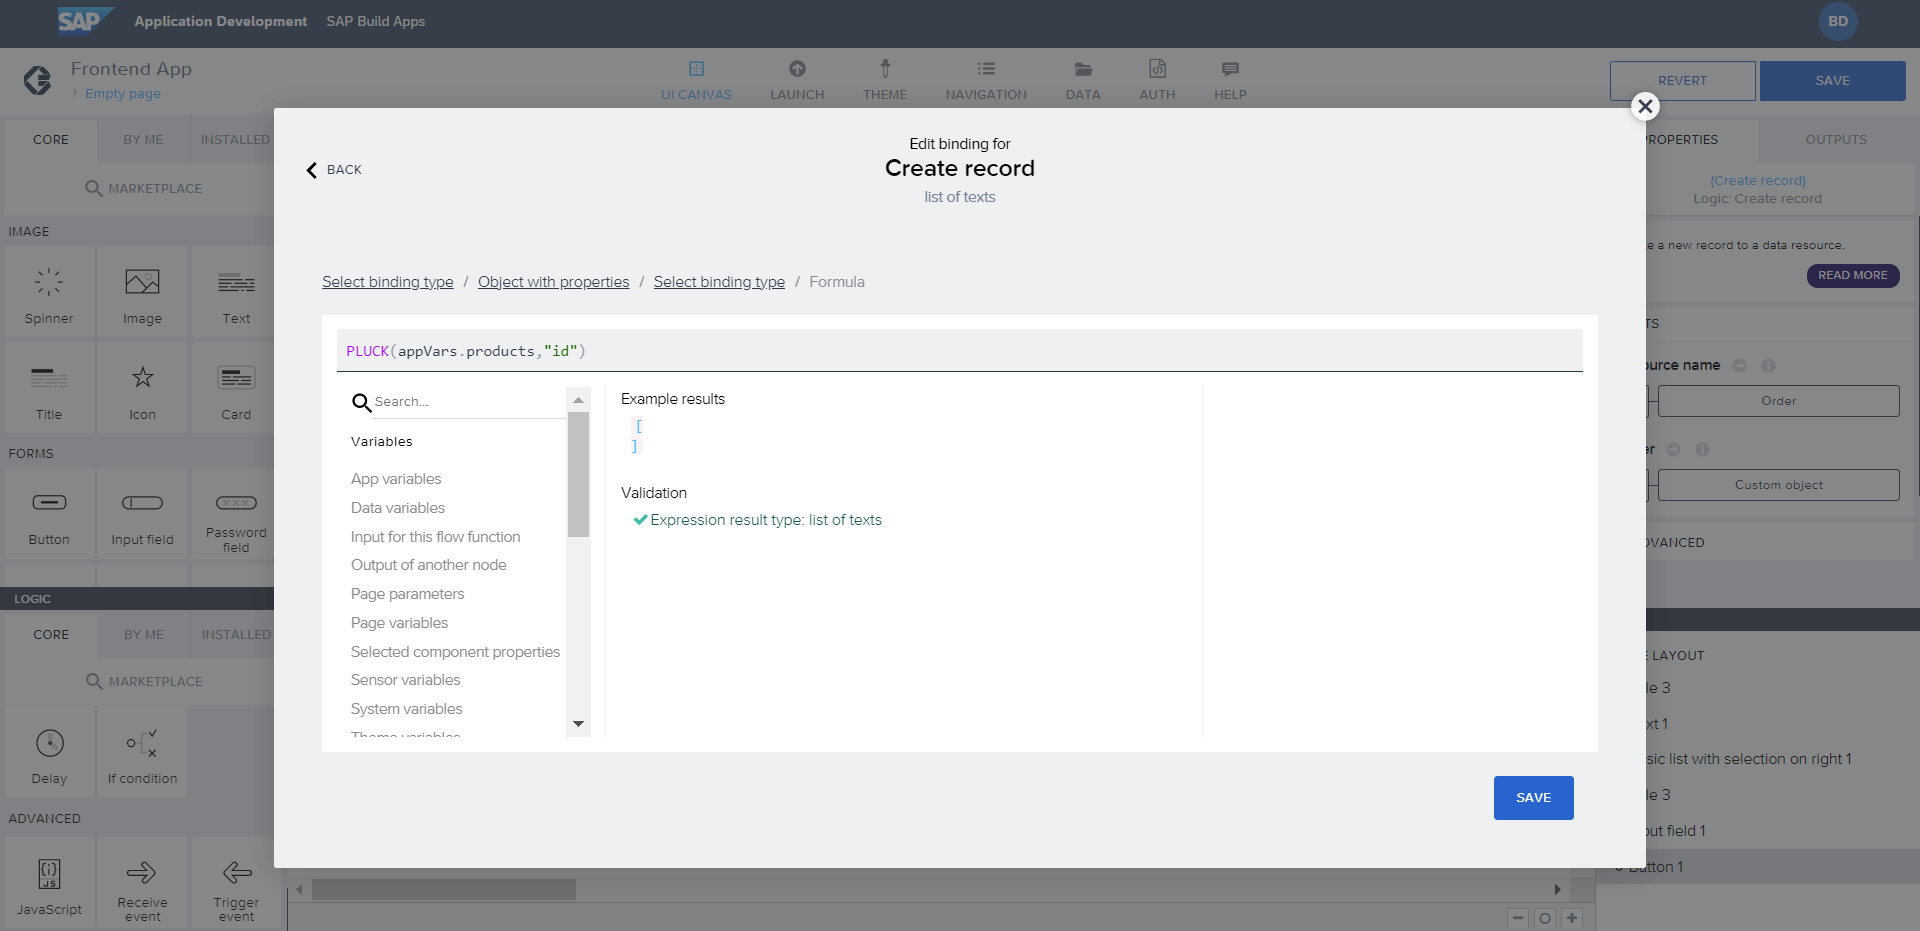 SAP Application Development SAP Build Apps BD
Frontend App
Empty page
UI CANVAS LAUNCH THEME NAVIGATION DATA AUTH HELP
REVERT SAVE
CORE BY ME INSTALLED
MARKETPLACE
IMAGE
Spinner Image Text
Title Icon Card
FORMS
Button Input field Password field
LOGIC
CORE BY ME INSTALLED
MARKETPLACE
Delay If condition
ADVANCED
JavaScript Receive event Trigger event
BACK
Edit binding for
Create record
list of texts
Select binding type / Object with properties / Select binding type / Formula
PLUCK(appVars.products,"id")
Search...
Variables
App variables
Data variables
Input for this flow function
Output of another node
Page parameters
Page variables
Selected component properties
Sensor variables
System variables
Theme variables
Example results
[
]
Validation
Expression result type: list of texts
SAVE
ROPERTIES OUTPUTS
(Create record)
Logic: Create record
e a new record to a data resource.
READ MORE
TS
urce name
Order
er
Custom object
DVANCED
E LAYOUT
le 3
xt 1
sic list with selection on right 1
le 3
out field 1
Button 1